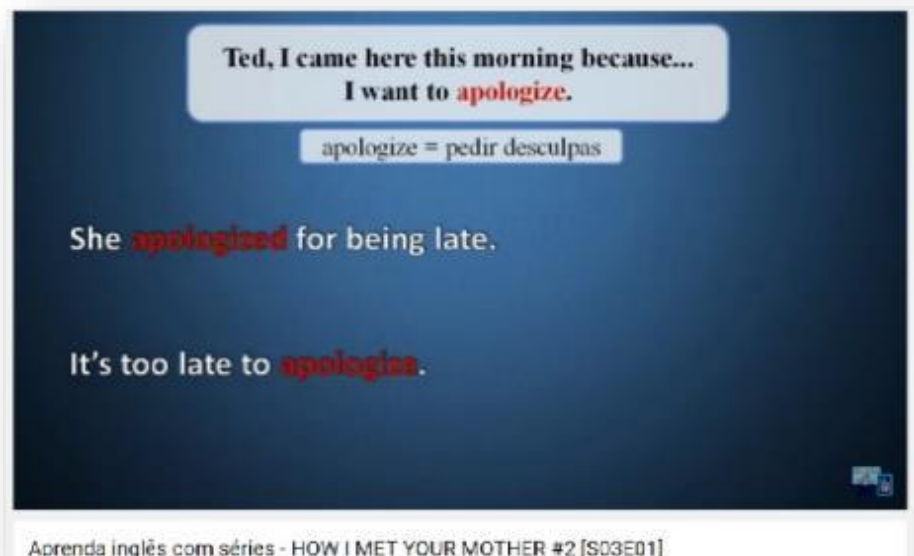 Ted, I came here this morning because...
I want to apologize.
apologize = pedir desculpas
She apologized for being late.
It's too late to apologize.
Aprenda inglês com séries - HOW I MET YOUR MOTHER #2 [S03E01]